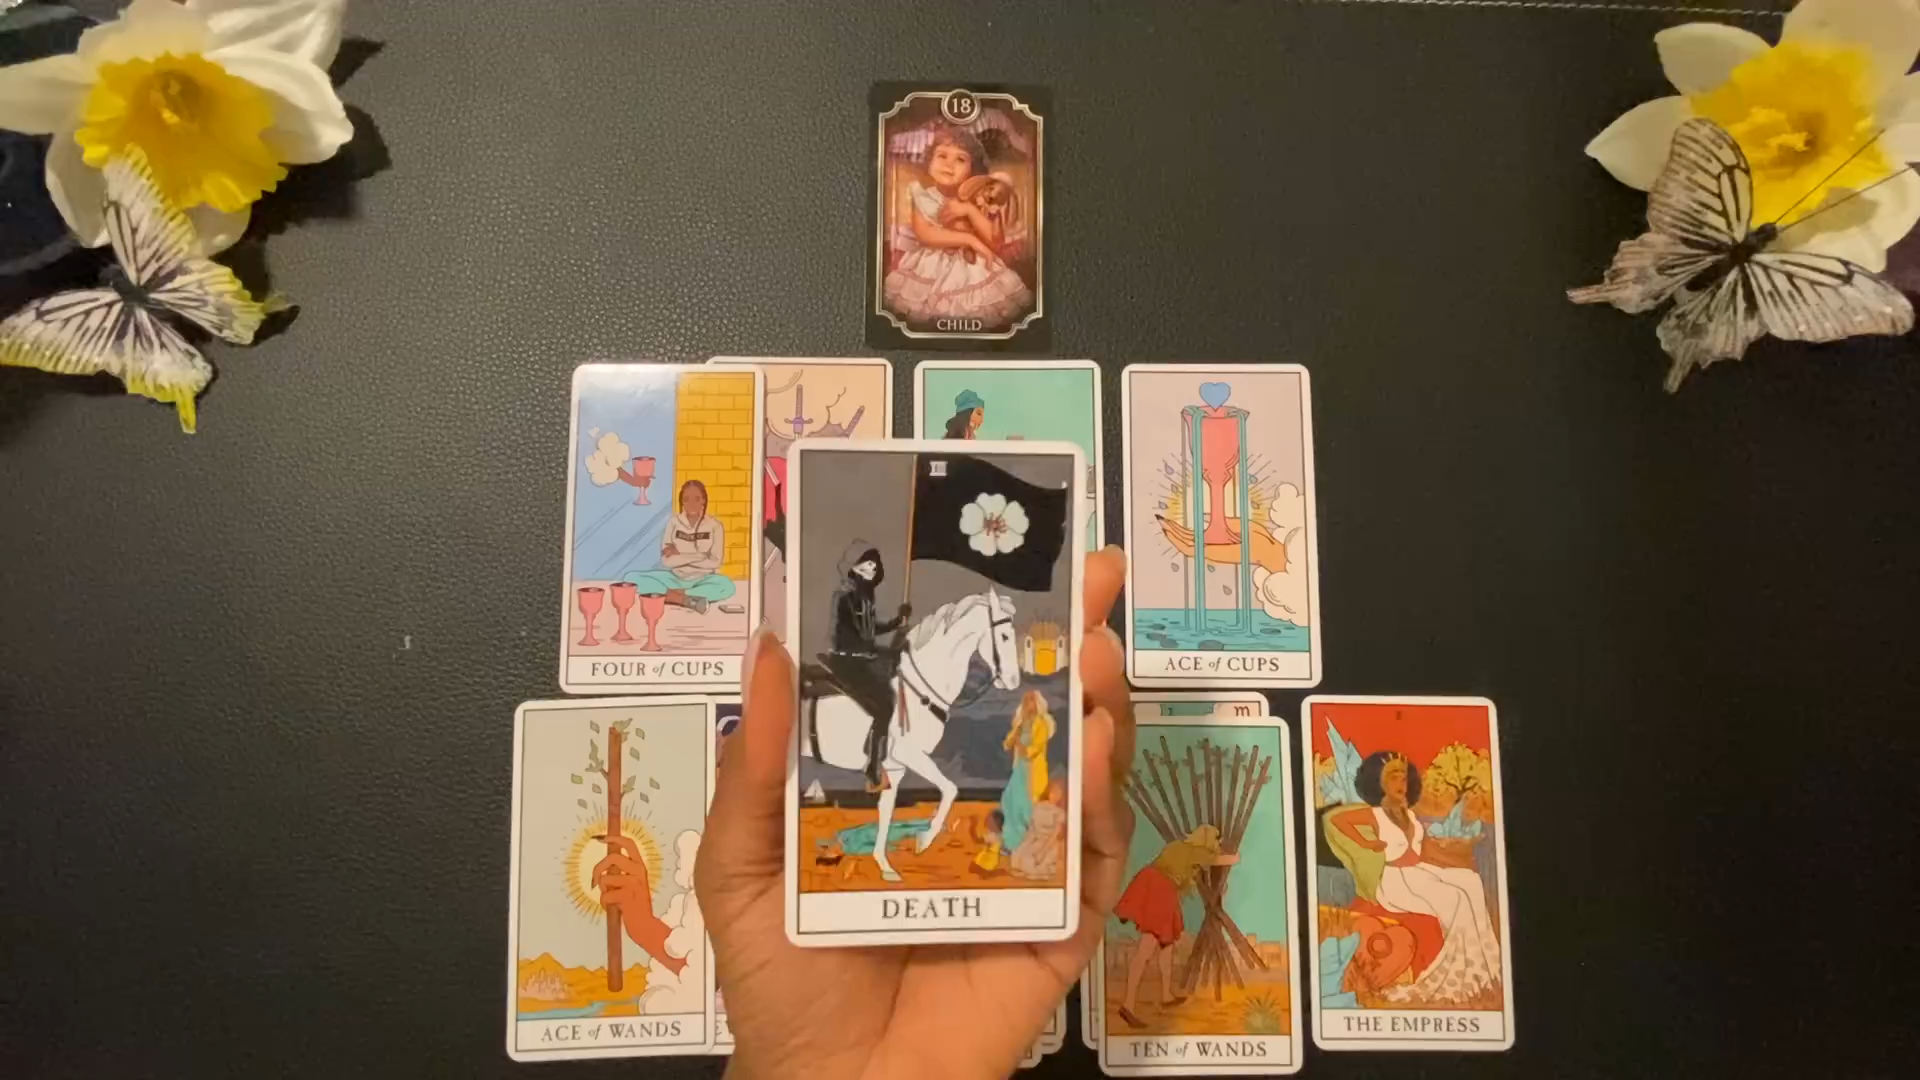 18
CHILD
FOUR of CUPS
ACE of CUPS
DEATH
ACE of WANDS
TEN of WANDS
THE EMPRESS